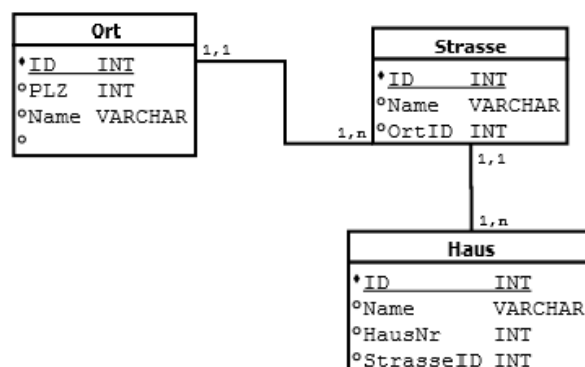 Ort
ID INT
PLZ INT
Name VARCHAR
1,1
Strasse
ID INT
Name VARCHAR
OrtID INT
1,n
1,1
1,n
Haus
ID INT
Name VARCHAR
HausNr INT
StrasseID INT